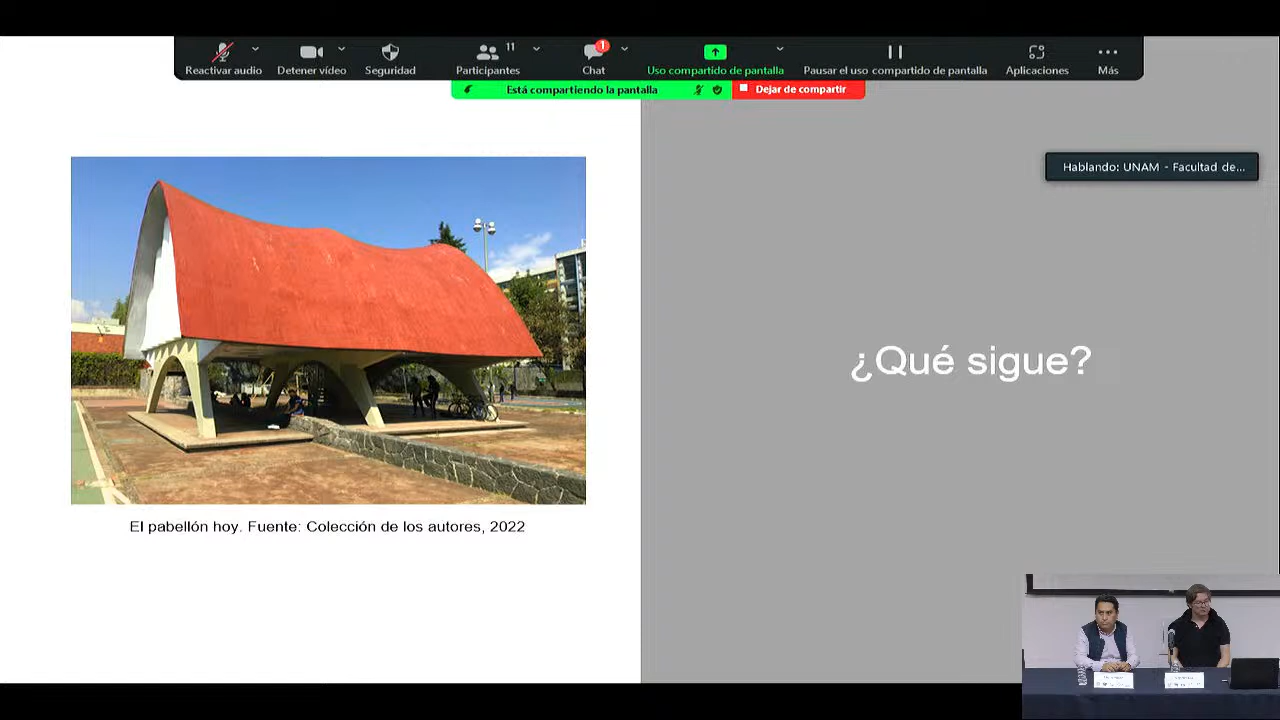 11
1
Reactivar audio
Detener vídeo
Seguridad
Participantes
Chat
Uso compartido de pantalla
Pausar el uso compartido de pantalla
Aplicaciones
Más
Está compartiendo la pantalla
Dejar de compartir
Hablando: UNAM - Facultad de...
¿Qué sigue?
El pabellón hoy. Fuente: Colección de los autores, 2022